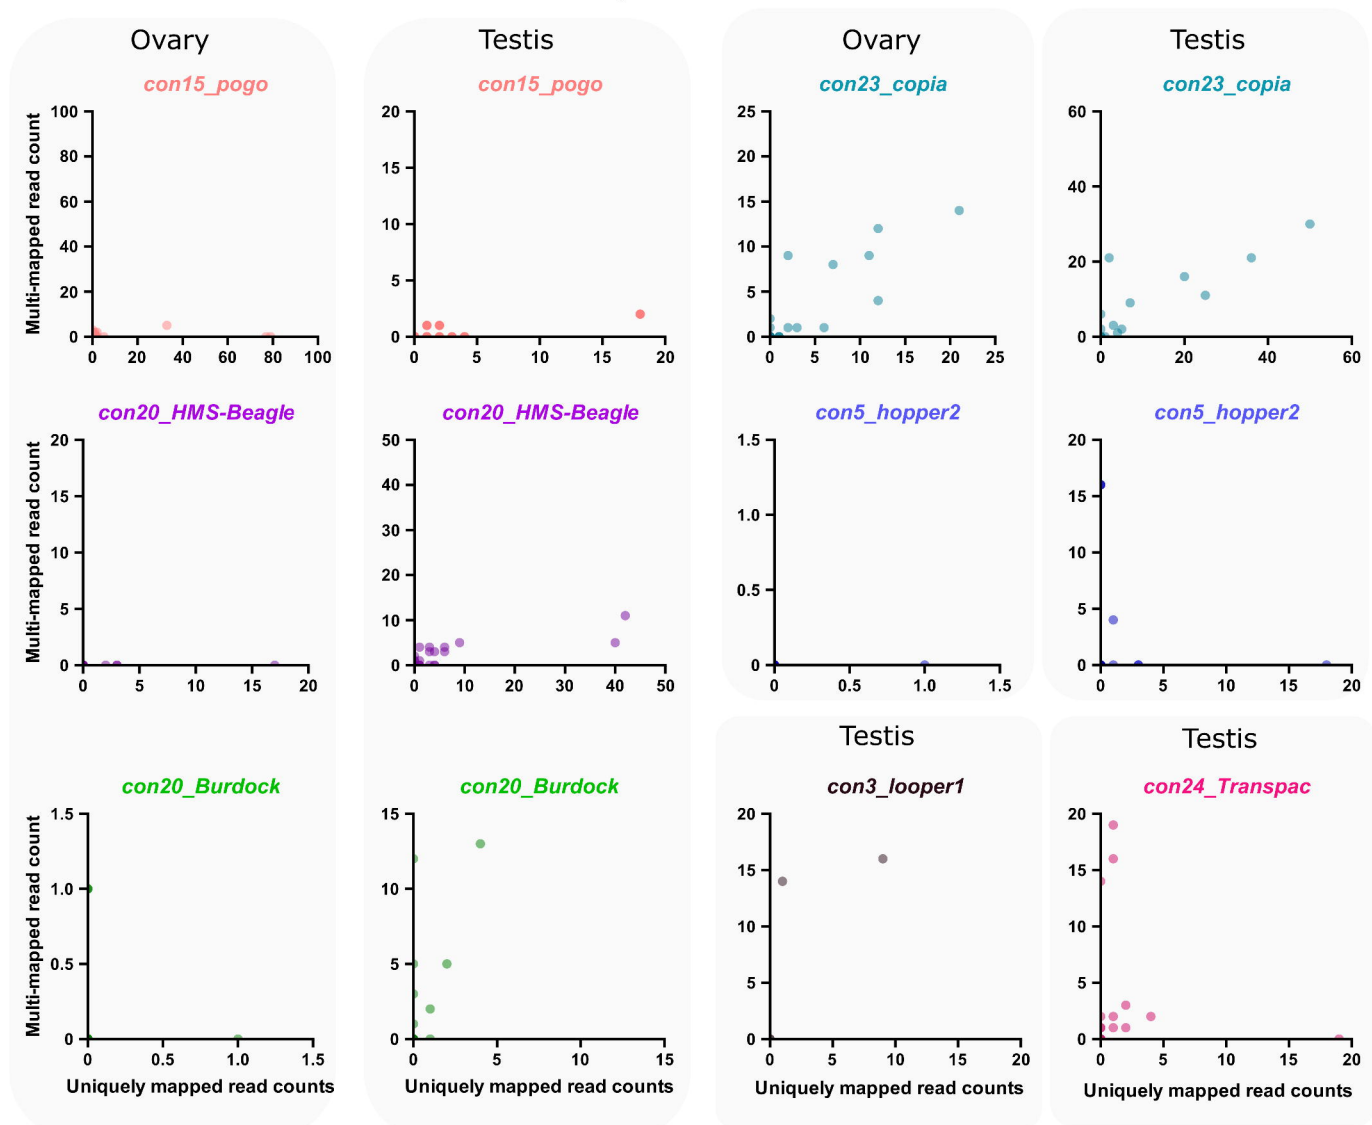 Ovary
Testis
Ovary
Testis
con15_pogo
con15_pogo
con23_copia
con23_copia
Multi-mapped read count
100
80
60
40
20
0
0 20 40 60 80 100
20
15
10
5
0
0 5 10 15 20
25
20
15
10
5
0
0 5 10 15 20 25
60
40
20
0
0 20 40 60
con20_HMS-Beagle
con20_HMS-Beagle
con5_hopper2
con5_hopper2
Multi-mapped read count
20
15
10
5
0
0 5 10 15 20
50
40
30
20
10
0
0 10 20 30 40 50
1.5
1.0
0.5
0
0 0.5 1.0 1.5
20
15
10
5
0
0 5 10 15 20
Testis
Testis
con20_Burdock
con20_Burdock
con3_looper1
con24_Transpac
Multi-mapped read count
1.5
1.0
0.5
0
0 0.5 1.0 1.5
Uniquely mapped read counts
15
10
5
0
0 5 10 15
Uniquely mapped read counts
20
15
10
5
0
0 5 10 15 20
Uniquely mapped read counts
20
15
10
5
0
0 5 10 15 20
Uniquely mapped read counts